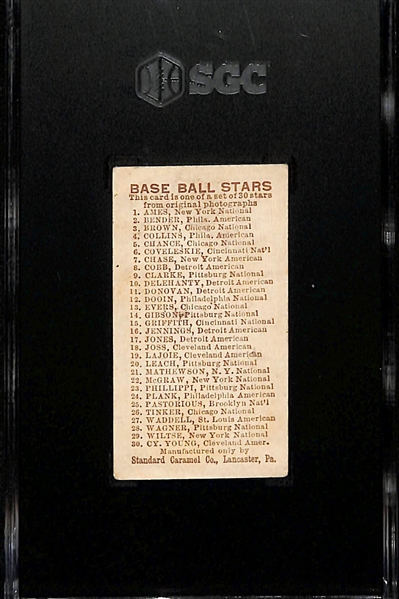 SGC
BASE BALL STARS
This card is one of a set of 30 stars
from original photographs
1. AMES, New York National
2. BENDER, Phila. American
3. BROWN, Chicago National
4. COLLINS, Phila. American
5. CHANCE, Chicago National
6. COVELESKIE, Cincinnati Nat'l
7. CHASE, New York American
8. COBB, Detroit American
9. CLARKE, Pittsburg National
10. DELEHANTY, Detroit American
11. DONOVAN, Detroit American
12. DOOIN, Philadelphia National
13. EVERS, Chicago National
14. GIBSON, Pittsburg National
15. GRIFFITH, Cincinnati National
16. JENNINGS, Detroit American
17. JONES, Detroit American
18. JOSS, Cleveland American
19. LAJOIE, Cleveland American
20. LEACH, Pittsburg National
21. MATHEWSON, N. Y. National
22. McGRAW, New York National
23. PHILLIPPI, Pittsburg National
24. PLANK, Philadelphia American
25. PASTORIOUS, Brooklyn Nat'l
26. TINKER, Chicago National
27. WADDELL, St. Louis American
28. WAGNER, Pittsburg National
29. WILTSE, New York National
30. CY. YOUNG, Cleveland Amer.
Manufactured only by
Standard Caramel Co., Lancaster, Pa.